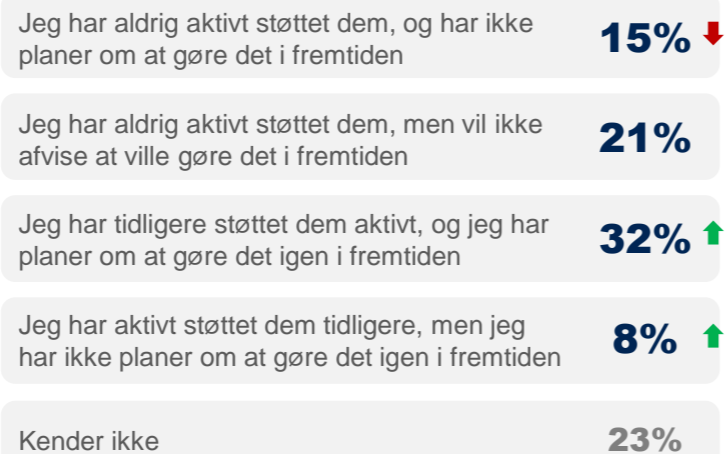 Jeg har aldrig aktivt støttet dem, og har ikke
planer om at gøre det i fremtiden
15%
Jeg har aldrig aktivt støttet dem, men vil ikke
afvise at ville gøre det i fremtiden
21%
Jeg har tidligere støttet dem aktivt, og jeg har
planer om at gøre det igen i fremtiden
32%
Jeg har aktivt støttet dem tidligere, men jeg
har ikke planer om at gøre det igen i fremtiden
8%
Kender ikke
23%